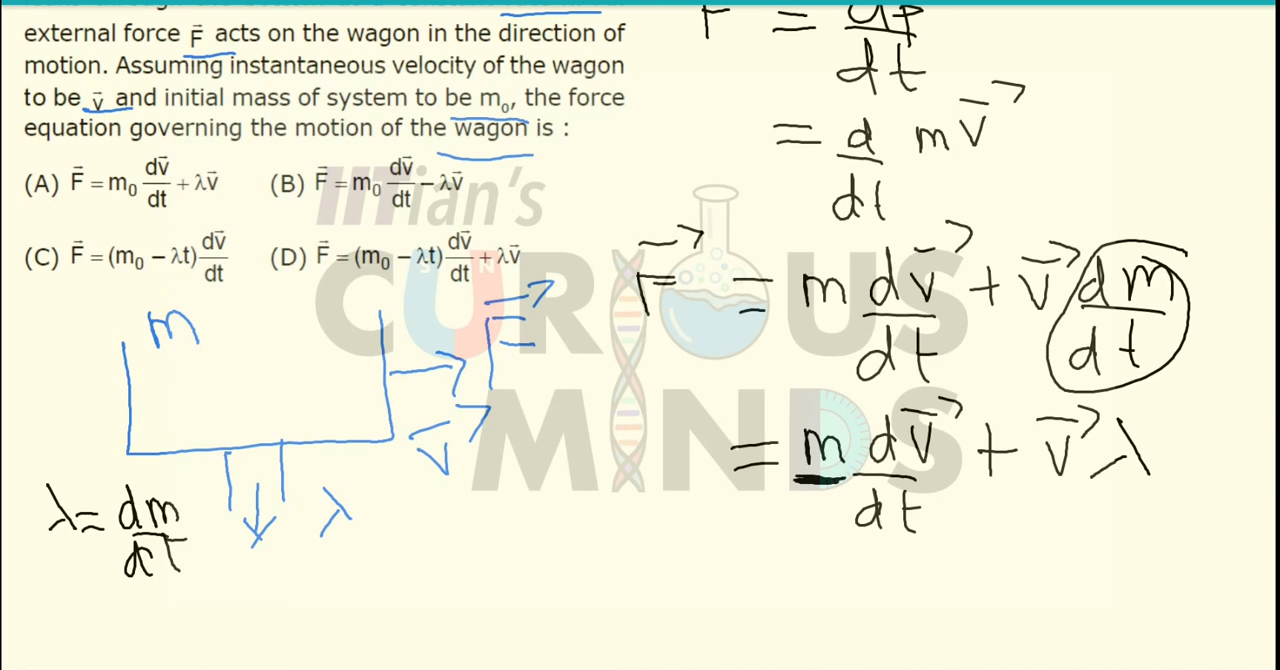 external force F⃗ acts on the wagon in the direction of
motion. Assuming instantaneous velocity of the wagon
to be v⃗ and initial mass of system to be m₀, the force
equation governing the motion of the wagon is :
(A) F⃗ = m₀ dv⃗/dt + λv⃗ (B) F⃗ = m₀ dv⃗/dt − λv⃗
(C) F⃗ = (m₀ − λt) dv⃗/dt (D) F⃗ = (m₀ − λt) dv⃗/dt + λv⃗
IITian's
CURIOUS
S N
MINDS
m
F⃗
v⃗
λ
λ = dm/dt
F = dp/dt
= d/dt mv⃗
F⃗ = m dv⃗/dt + v⃗ dm/dt
= m dv⃗/dt + v⃗ λ